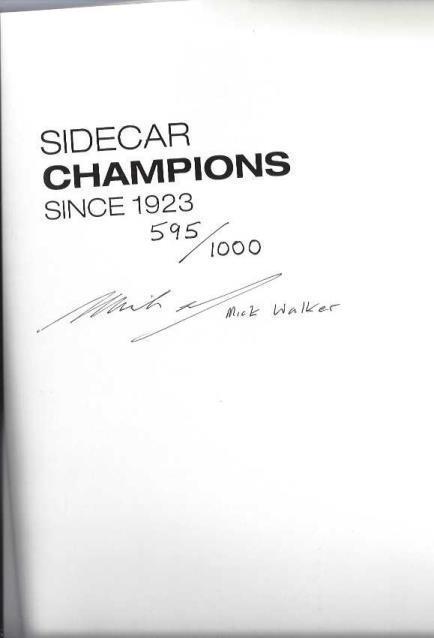 SIDECAR
CHAMPIONS
SINCE 1923
595/1000
Mick Walker